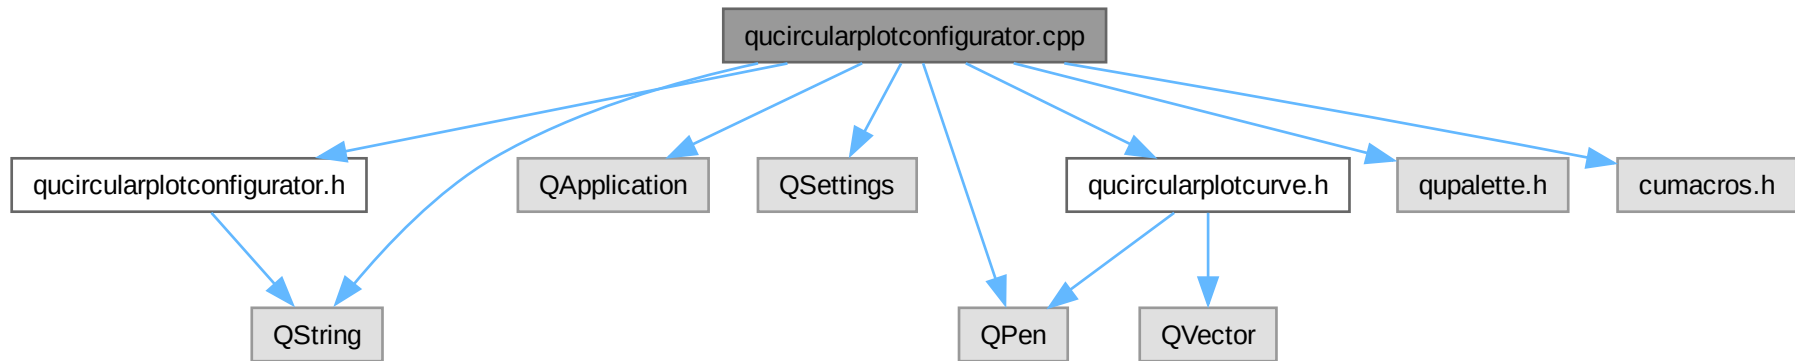 qucircularplotconfigurator.cpp
qucircularplotconfigurator.h
QApplication
QSettings
qucircularplotcurve.h
qupalette.h
cumacros.h
QString
QPen
QVector